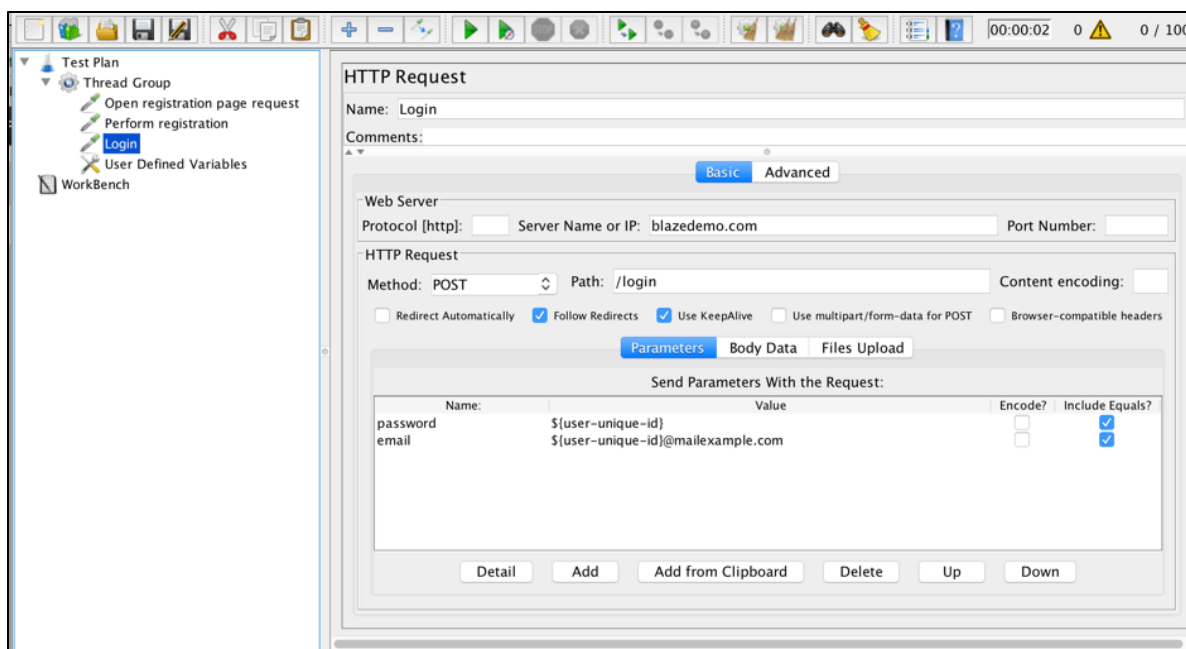 00:00:02 0 0 / 100
Test Plan
Thread Group
Open registration page request
Perform registration
Login
User Defined Variables
WorkBench
HTTP Request
Name: Login
Comments:
Basic Advanced
Web Server
Protocol [http]: Server Name or IP: blazedemo.com Port Number:
HTTP Request
Method: POST Path: /login Content encoding:
Redirect Automatically Follow Redirects Use KeepAlive Use multipart/form-data for POST Browser-compatible headers
Parameters Body Data Files Upload
Send Parameters With the Request:
Name: Value Encode? Include Equals?
password ${user-unique-id}
email ${user-unique-id}@mailexample.com
Detail Add Add from Clipboard Delete Up Down